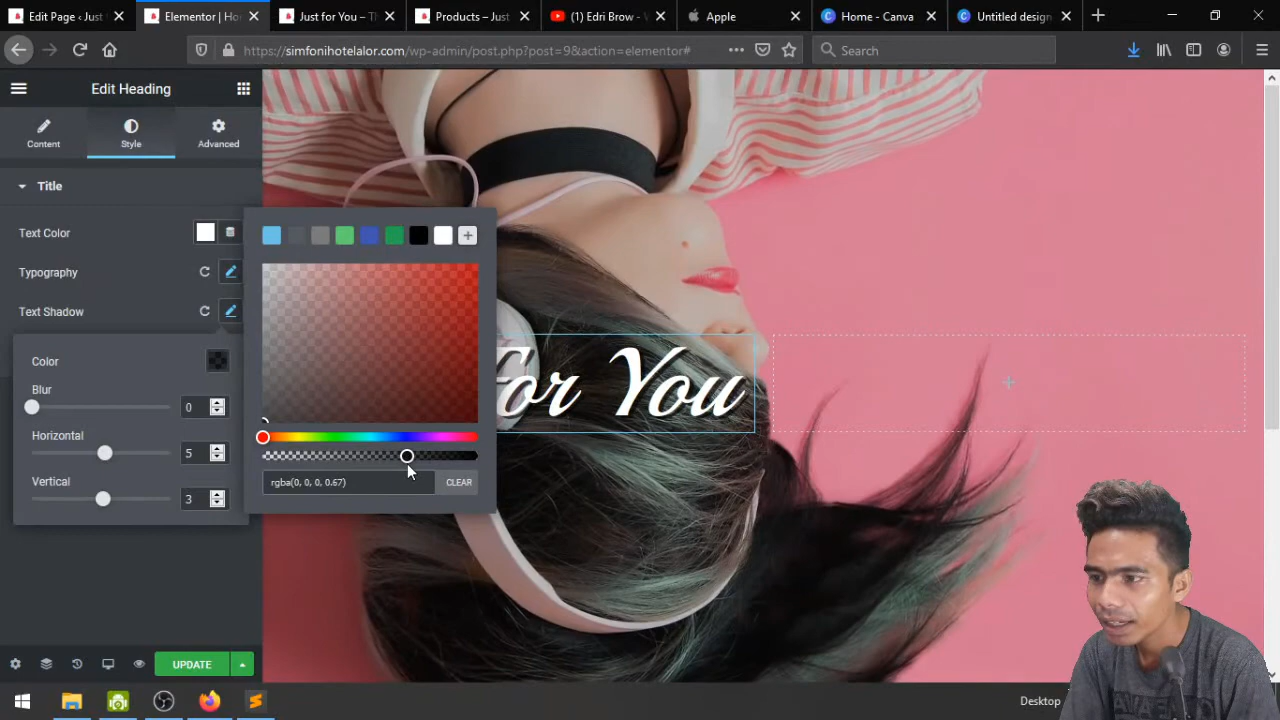 Edit Page ‹ Just
Elementor | Ho
Just for You – Th
Products – Just
(1) Edri Brow -
Apple
Home - Canva
Untitled design
https://simfonihotelalor.com/wp-admin/post.php?post=9&action=elementor#
Search
Edit Heading
Content
Style
Advanced
Title
Text Color
Typography
Text Shadow
Color
Blur
0
Horizontal
5
Vertical
3
rgba(0, 0, 0, 0.67)
CLEAR
for You
UPDATE
Desktop